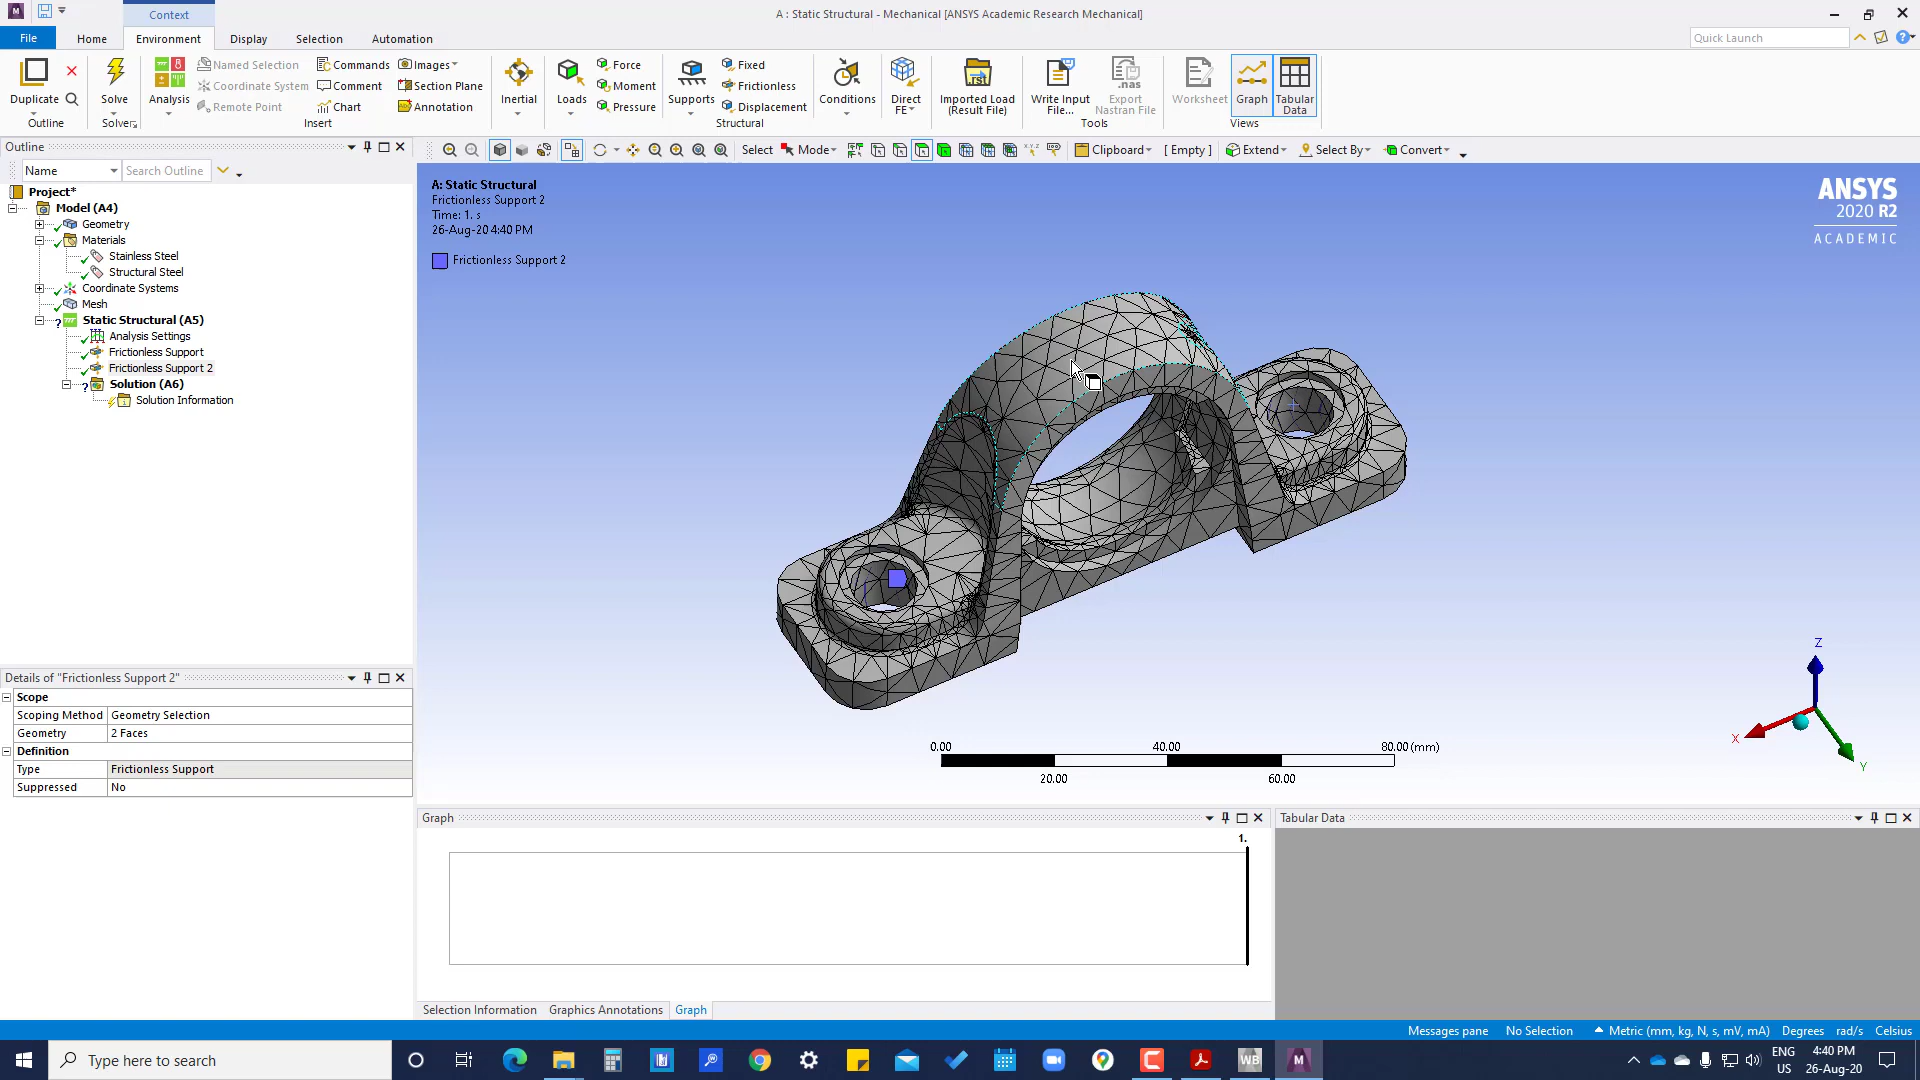 Context
A : Static Structural - Mechanical [ANSYS Academic Research Mechanical]
File
Home
Environment
Display
Selection
Automation
Quick Launch
Duplicate
Outline
Solve
Solver
Analysis
Named Selection
Coordinate System
Remote Point
Commands
Comment
Chart
Images
Section Plane
Annotation
Insert
Inertial
Loads
Force
Moment
Pressure
Supports
Fixed
Frictionless
Displacement
Structural
Conditions
Direct
FE
Imported Load
(Result File)
Write Input
File...
Export
Nastran File
.rst
.nas
Tools
Worksheet
Graph
Tabular
Data
Views
Outline
Select
Mode
Clipboard
[ Empty ]
Extend
Select By
Convert
Name
Search Outline
Project*
Model (A4)
Geometry
Materials
Stainless Steel
Structural Steel
Coordinate Systems
Mesh
Static Structural (A5)
Analysis Settings
Frictionless Support
Frictionless Support 2
Solution (A6)
Solution Information
A: Static Structural
Frictionless Support 2
Time: 1. s
26-Aug-20 4:40 PM
Frictionless Support 2
ANSYS
2020 R2
ACADEMIC
Z
X
Y
0.00
40.00
80.00 (mm)
20.00
60.00
Details of "Frictionless Support 2"
Scope
Scoping Method
Geometry Selection
Geometry
2 Faces
Definition
Type
Frictionless Support
Suppressed
No
Graph
1.
Tabular Data
Selection Information
Graphics Annotations
Graph
Messages pane
No Selection
Metric (mm, kg, N, s, mV, mA)
Degrees
rad/s
Celsius
Type here to search
WB
M
ENG
US
4:40 PM
26-Aug-20